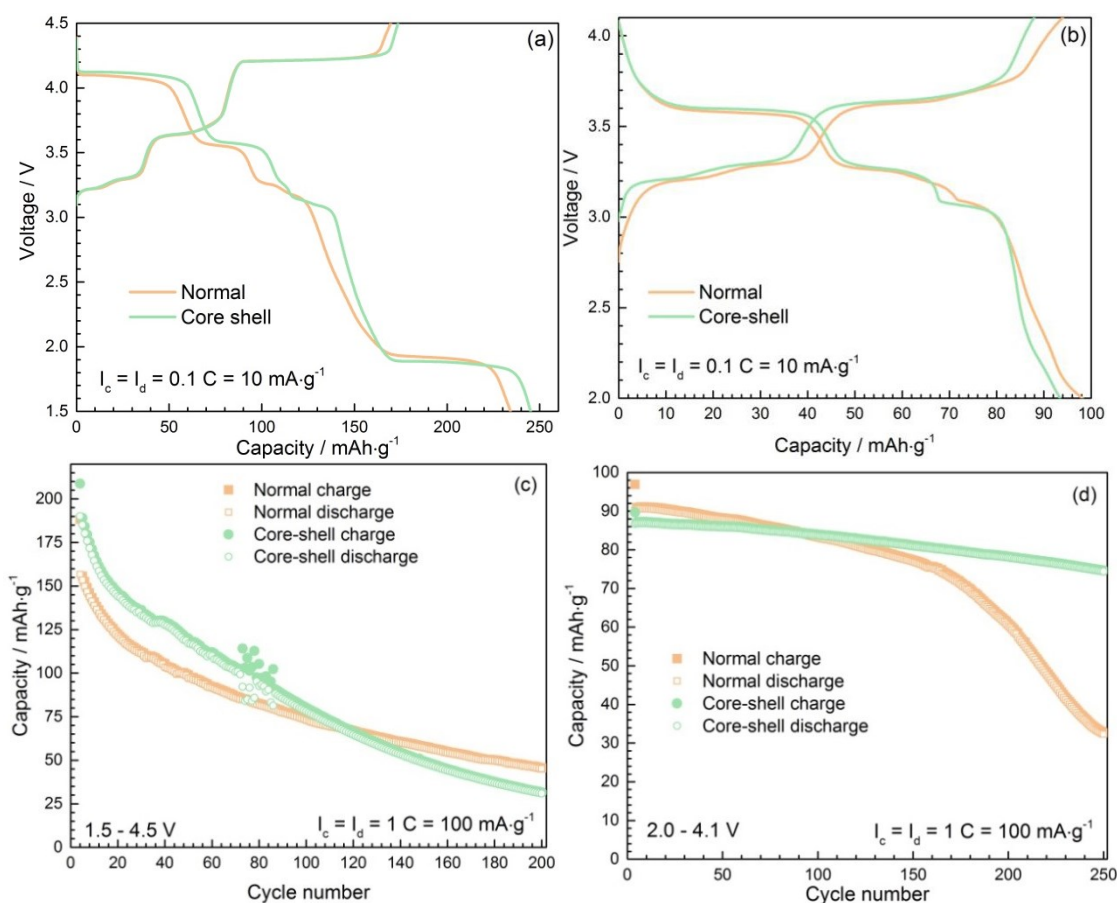 (a)
4.5
4.0
3.5
3.0
2.5
2.0
1.5
Voltage / V
Normal
Core shell
I_c = I_d = 0.1 C = 10 mA·g⁻¹
0 50 100 150 200 250
Capacity / mAh·g⁻¹
(b)
4.0
3.5
3.0
2.5
2.0
Voltage / V
Normal
Core-shell
I_c = I_d = 0.1 C = 10 mA·g⁻¹
0 10 20 30 40 50 60 70 80 90 100
Capacity / mAh·g⁻¹
(c)
200
175
150
125
100
75
50
25
0
Capacity / mAh·g⁻¹
Normal charge
Normal discharge
Core-shell charge
Core-shell discharge
1.5 - 4.5 V
I_c = I_d = 1 C = 100 mA·g⁻¹
0 20 40 60 80 100 120 140 160 180 200
Cycle number
(d)
100
90
80
70
60
50
40
30
20
10
0
Capacity / mAh·g⁻¹
Normal charge
Normal discharge
Core-shell charge
Core-shell discharge
2.0 - 4.1 V
I_c = I_d = 1 C = 100 mA·g⁻¹
0 50 100 150 200 250
Cycle number